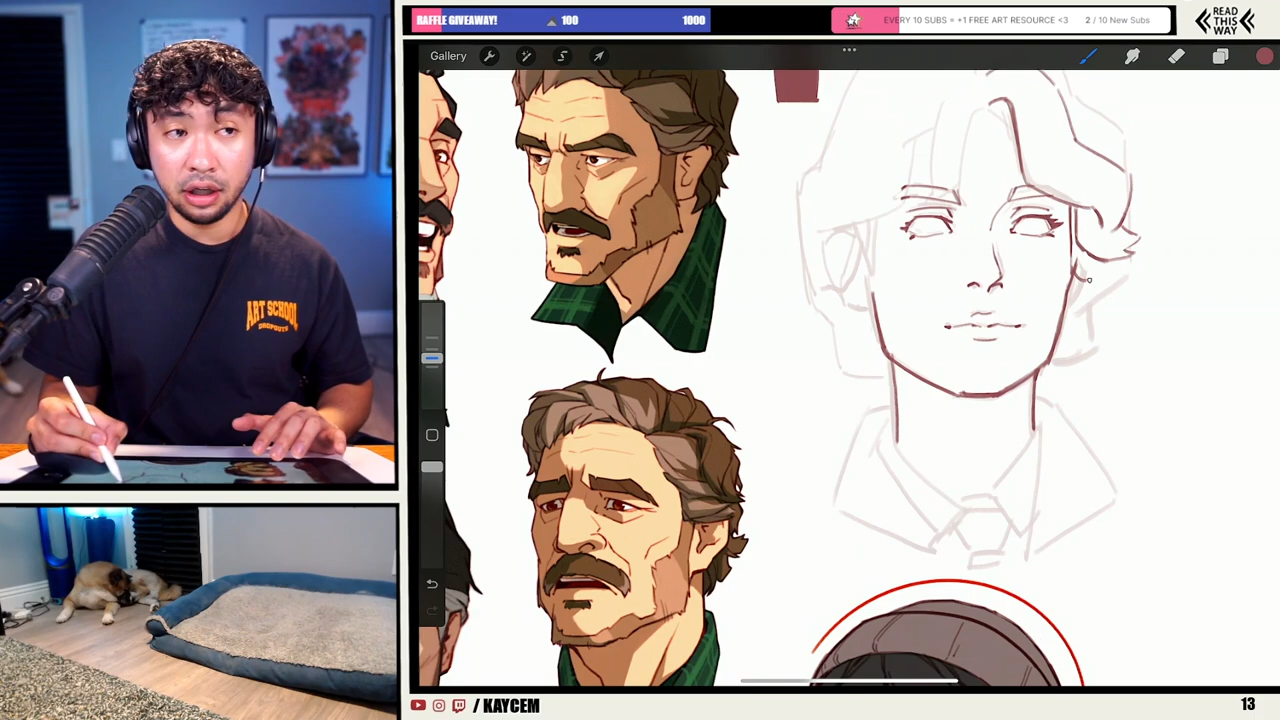 RAFFLE GIVEAWAY!
100
1000
EVERY 10 SUBS = +1 FREE ART RESOURCE <3
2 / 10 New Subs
READ
THIS
WAY
Gallery
ART SCHOOL
DROPOUTS
/ KAYCEM
13